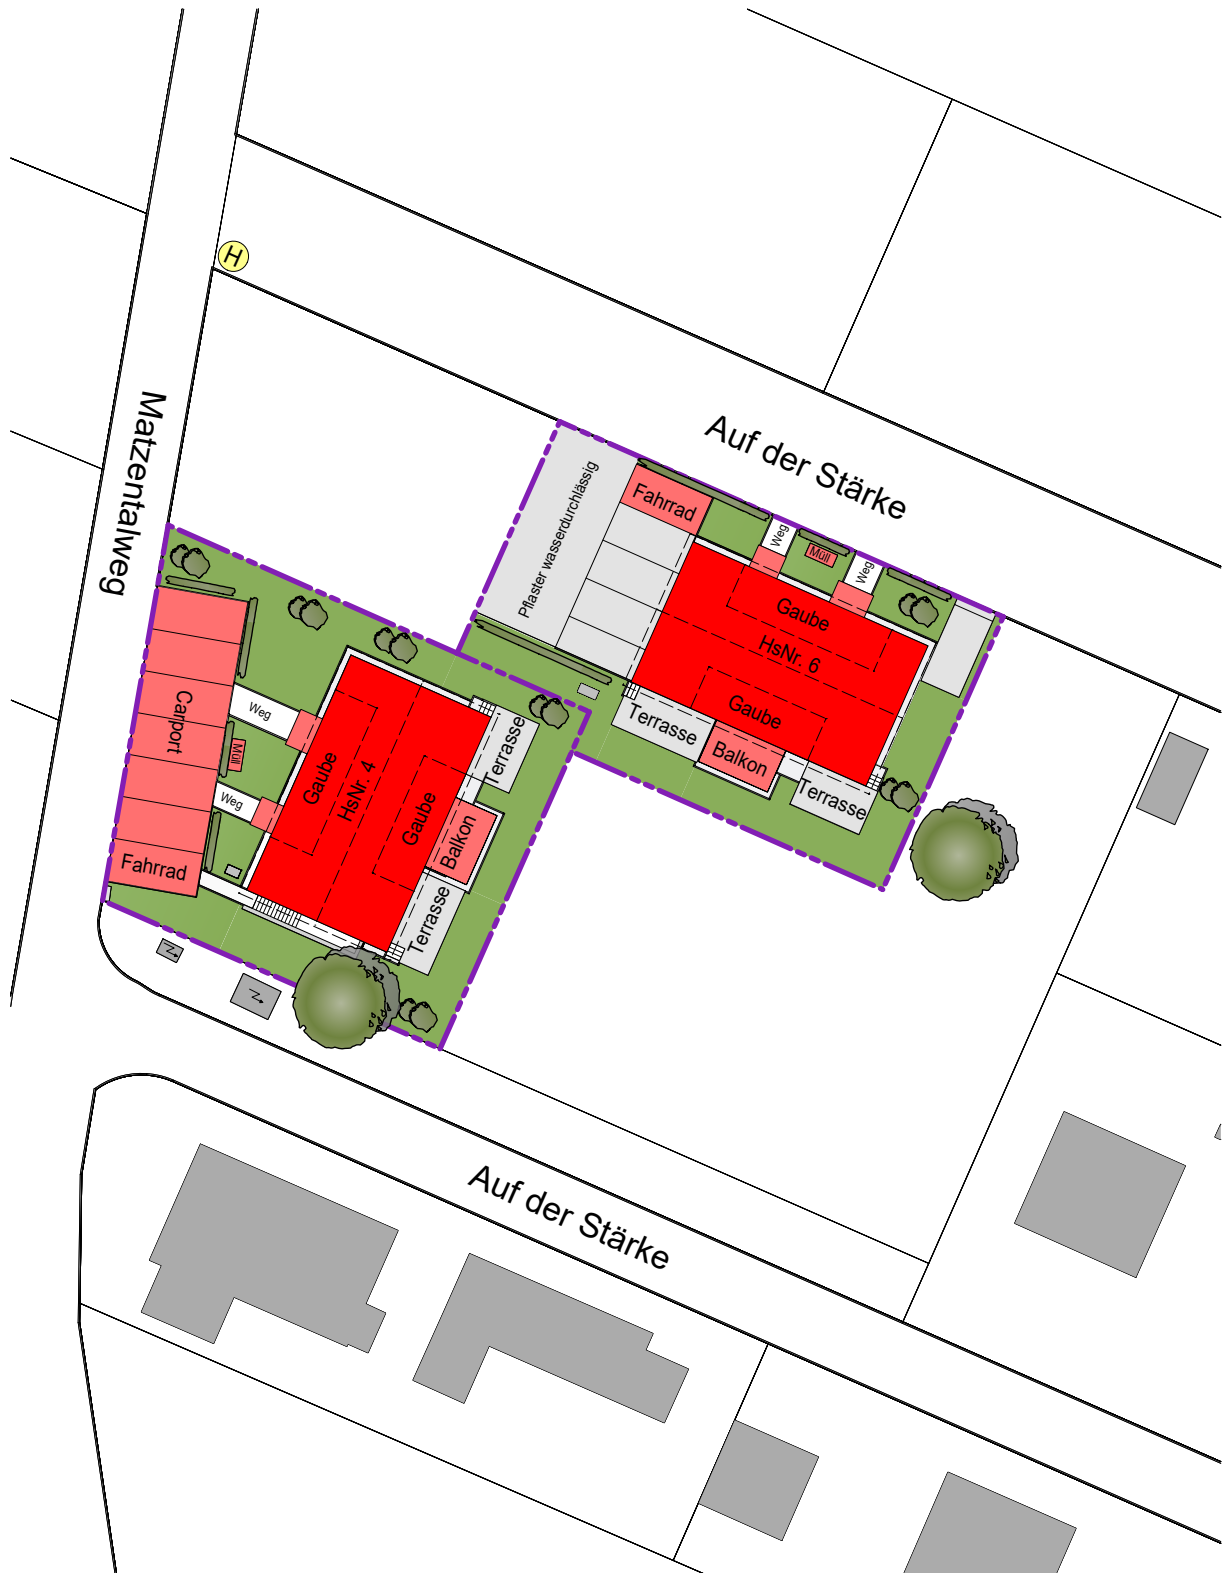 H
Matzentalweg
Auf der Stärke
Pflaster wasserdurchlässig
Fahrrad
Weg
Müll
Weg
Gaube
HsNr. 6
Gaube
Terrasse
Balkon
Terrasse
Carport
Weg
Müll
Weg
Fahrrad
Gaube
HsNr. 4
Gaube
Terrasse
Balkon
Terrasse
Auf der Stärke